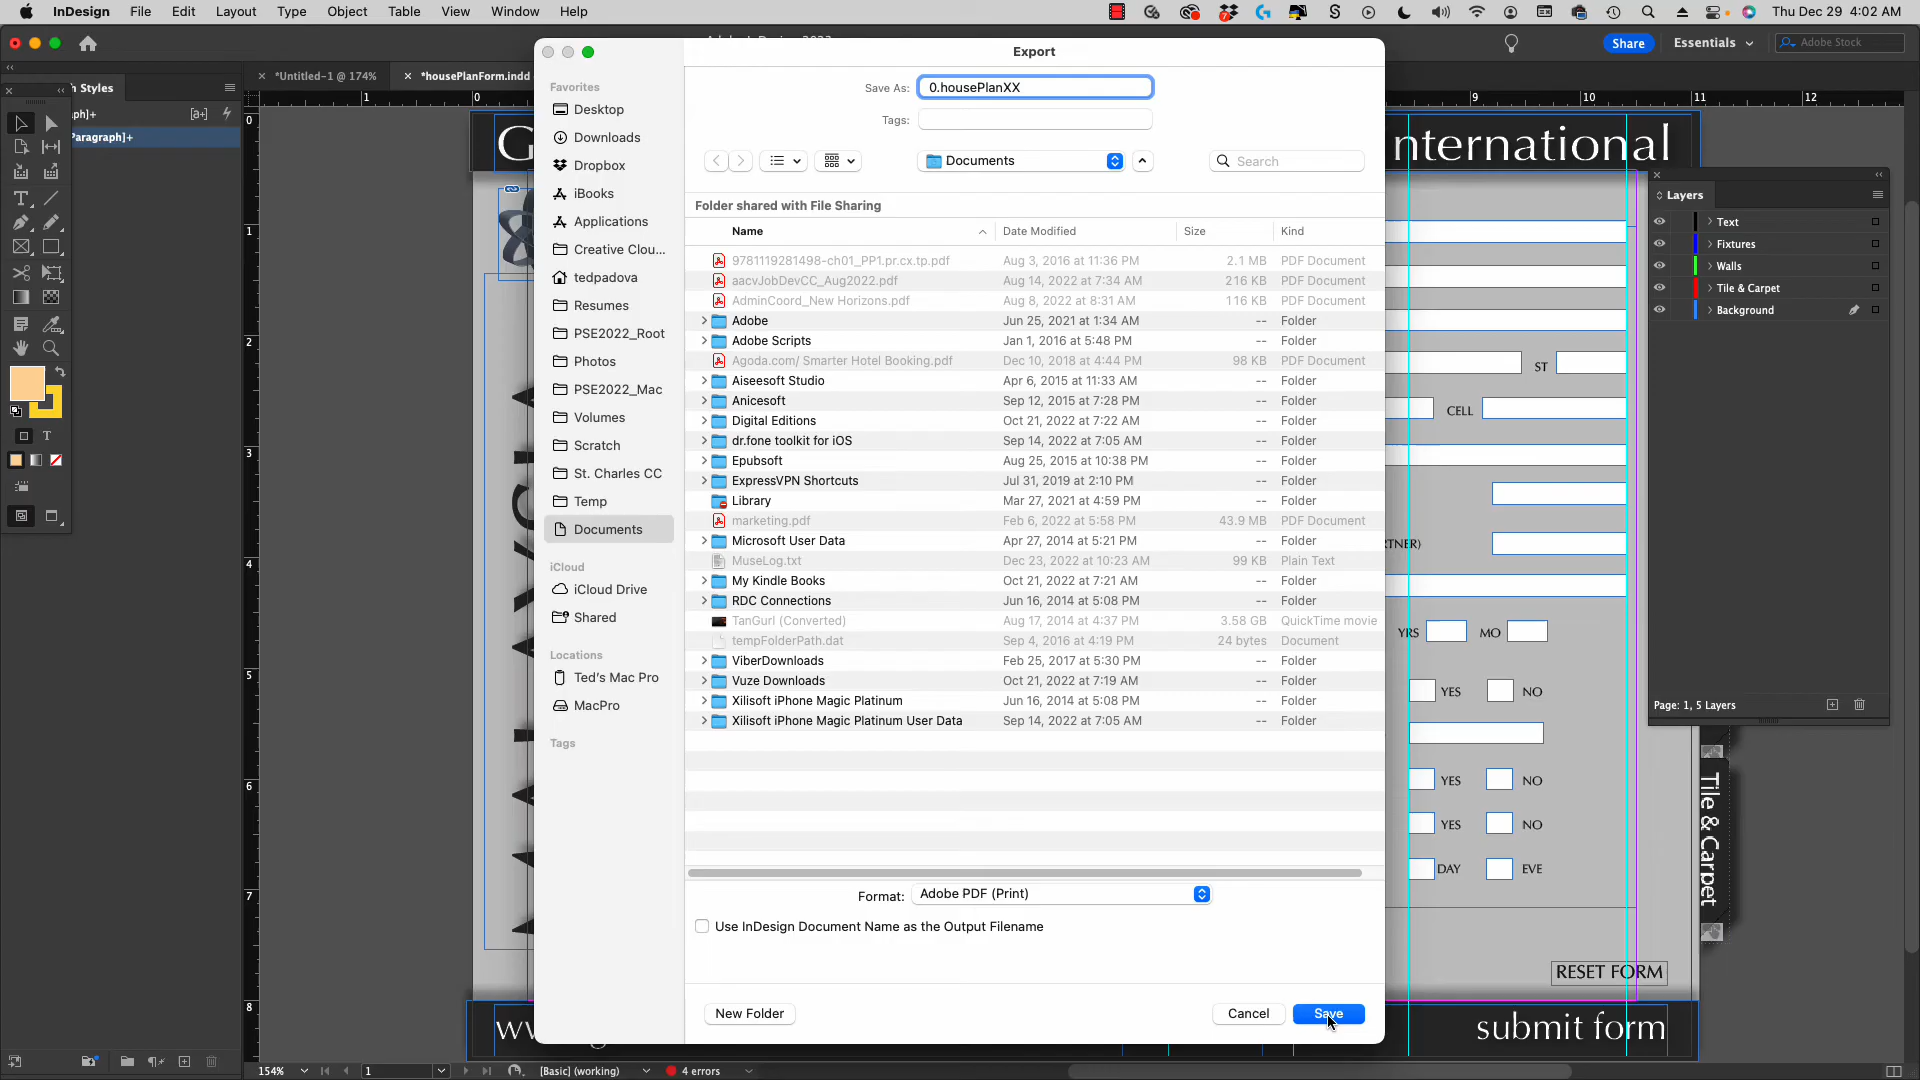 InDesign File Edit Layout Type Object Table View Window Help Thu Dec 29 4:02 AM
Share Essentials Adobe Stock
*Untitled-1 @ 174% *housePlanForm.indd
h Styles
ph]+
Paragraph]+
Export
Save As: 0.housePlanXX
Tags:
Documents Search
Folder shared with File Sharing
Name Date Modified Size Kind
9781119281498-ch01_PP1.pr.cx.tp.pdf Aug 3, 2016 at 11:36 PM 2.1 MB PDF Document
aacvJobDevCC_Aug2022.pdf Aug 14, 2022 at 7:34 AM 216 KB PDF Document
AdminCoord_New Horizons.pdf Aug 8, 2022 at 8:31 AM 116 KB PDF Document
Adobe Jun 25, 2021 at 1:34 AM -- Folder
Adobe Scripts Jan 1, 2016 at 5:48 PM -- Folder
Agoda.com/ Smarter Hotel Booking.pdf Dec 10, 2018 at 4:44 PM 98 KB PDF Document
Aiseesoft Studio Apr 6, 2015 at 11:33 AM -- Folder
Anicesoft Sep 12, 2015 at 7:28 PM -- Folder
Digital Editions Oct 21, 2022 at 7:22 AM -- Folder
dr.fone toolkit for iOS Sep 14, 2022 at 7:05 AM -- Folder
Epubsoft Aug 25, 2015 at 10:38 PM -- Folder
ExpressVPN Shortcuts Jul 31, 2019 at 2:10 PM -- Folder
Library Mar 27, 2021 at 4:59 PM -- Folder
marketing.pdf Feb 6, 2022 at 5:58 PM 43.9 MB PDF Document
Microsoft User Data Apr 27, 2014 at 5:21 PM -- Folder
MuseLog.txt Dec 23, 2022 at 10:23 AM 99 KB Plain Text
My Kindle Books Oct 21, 2022 at 7:21 AM -- Folder
RDC Connections Jun 16, 2014 at 5:08 PM -- Folder
TanGurl (Converted) Aug 17, 2014 at 4:37 PM 3.58 GB QuickTime movie
tempFolderPath.dat Sep 4, 2016 at 4:19 PM 24 bytes Document
ViberDownloads Feb 25, 2017 at 5:30 PM -- Folder
Vuze Downloads Oct 21, 2022 at 7:19 AM -- Folder
Xilisoft iPhone Magic Platinum Jun 16, 2014 at 5:08 PM -- Folder
Xilisoft iPhone Magic Platinum User Data Sep 14, 2022 at 7:05 AM -- Folder
Format: Adobe PDF (Print)
Use InDesign Document Name as the Output Filename
New Folder Cancel Save
Favorites
Desktop
Downloads
Dropbox
iBooks
Applications
Creative Clou...
tedpadova
Resumes
PSE2022_Root
Photos
PSE2022_Mac
Volumes
Scratch
St. Charles CC
Temp
Documents
iCloud
iCloud Drive
Shared
Locations
Ted's Mac Pro
MacPro
Tags
1 0 9 10 11 12
0
1
2
3
4
5
6
7
8
G
nternational
ST
CELL
RTNER)
YRS MO
YES NO
YES NO
YES NO
DAY EVE
RESET FORM
submit form
Tile & Carpet
Layers
Text
Fixtures
Walls
Tile & Carpet
Background
Page: 1, 5 Layers
154% 1 [Basic] (working) 4 errors